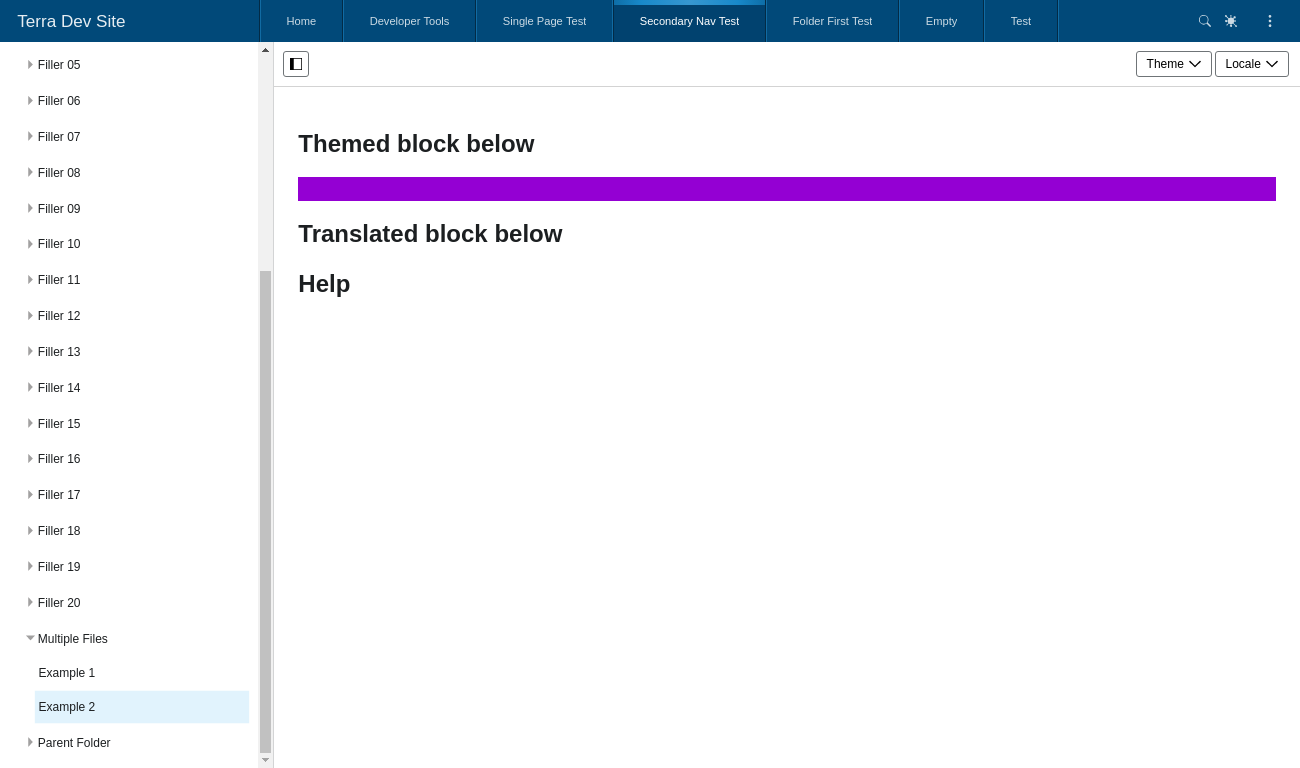 Terra Dev Site
Home
Developer Tools
Single Page Test
Secondary Nav Test
Folder First Test
Empty
Test
Filler 05
Filler 06
Filler 07
Filler 08
Filler 09
Filler 10
Filler 11
Filler 12
Filler 13
Filler 14
Filler 15
Filler 16
Filler 17
Filler 18
Filler 19
Filler 20
Multiple Files
Example 1
Example 2
Parent Folder
Theme
Locale
Themed block below
Translated block below
Help